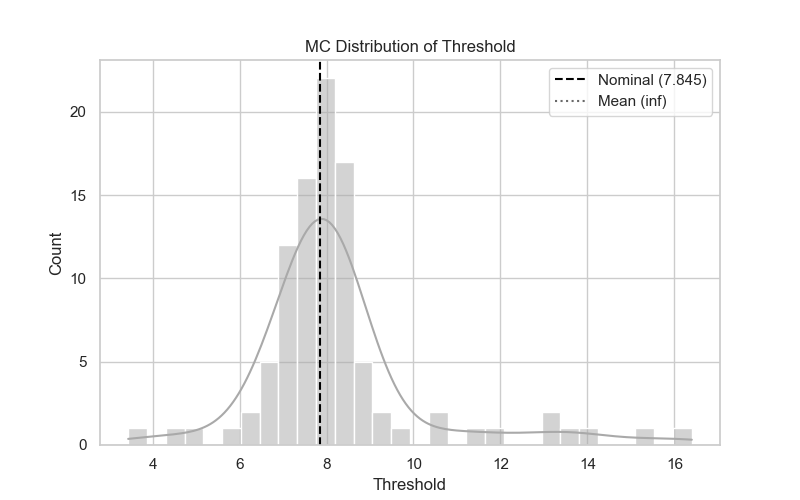 MC Distribution of Threshold
Nominal (7.845)
Mean (inf)
20
15
10
5
0
Count
4 6 8 10 12 14 16
Threshold